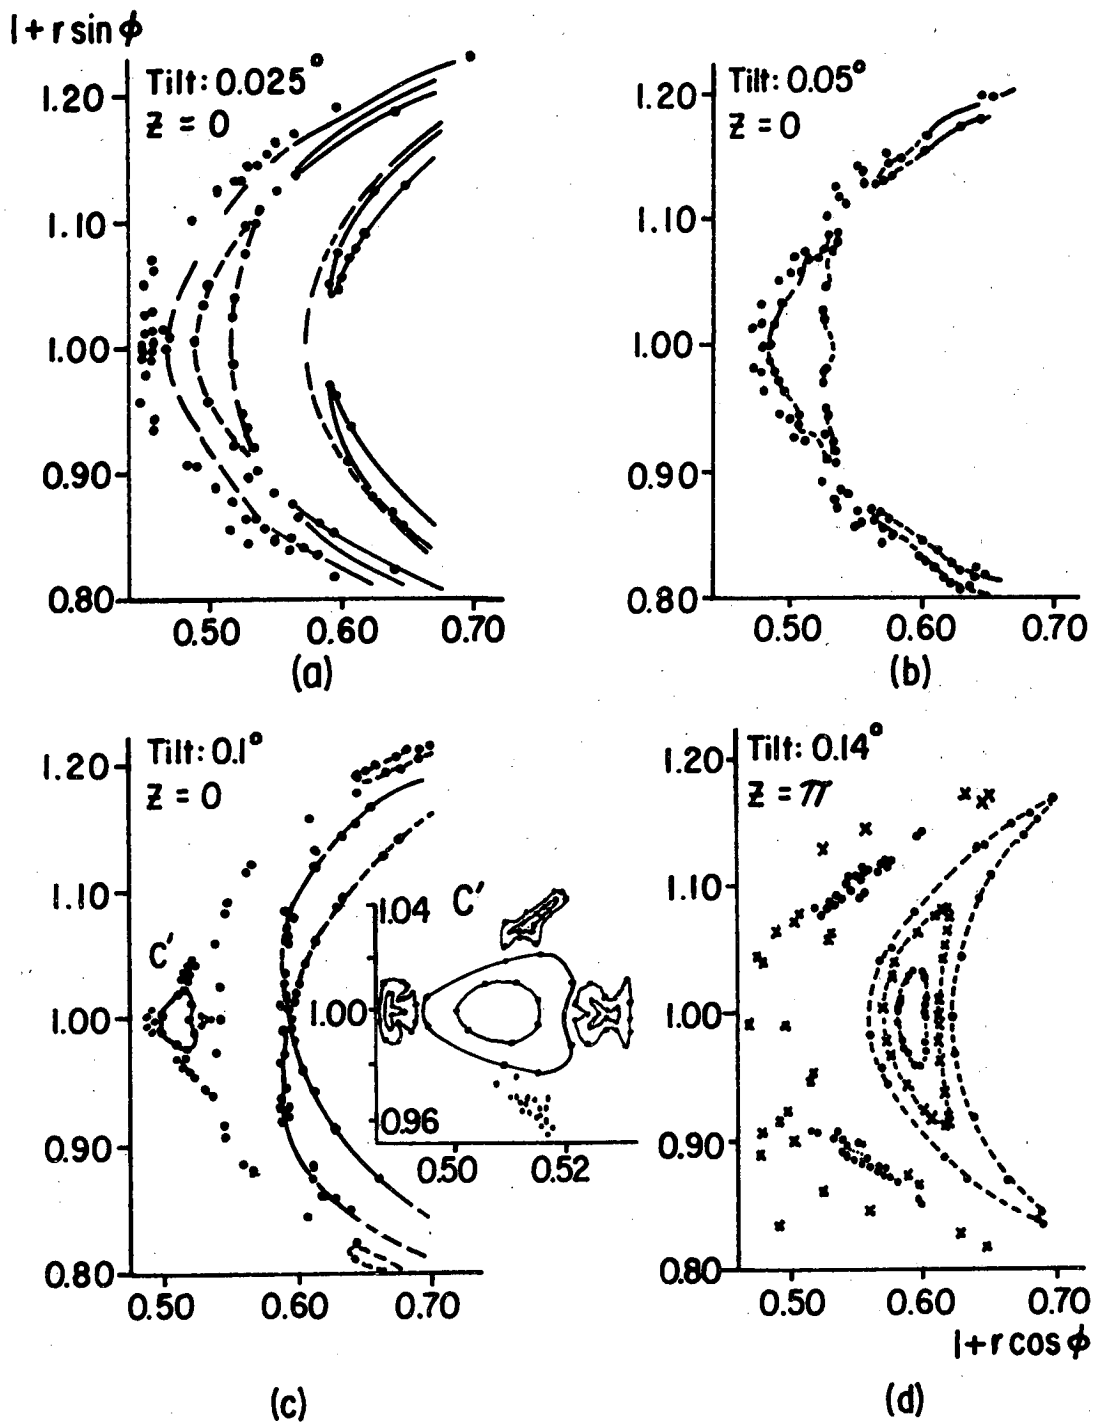 1+r sin ϕ
Tilt: 0.025°
Z = 0
1.20
1.10
1.00
0.90
0.80
0.50 0.60 0.70
(a)
Tilt: 0.05°
Z = 0
1.20
1.10
1.00
0.90
0.80
0.50 0.60 0.70
(b)
Tilt: 0.1°
Z = 0
1.20
1.10
1.00
0.90
0.80
0.50 0.60 0.70
C'
1.04 C'
1.00
0.96
0.50 0.52
(c)
Tilt: 0.14°
Z = π
1.20
1.10
1.00
0.90
0.80
0.50 0.60 0.70
1+r cos ϕ
(d)